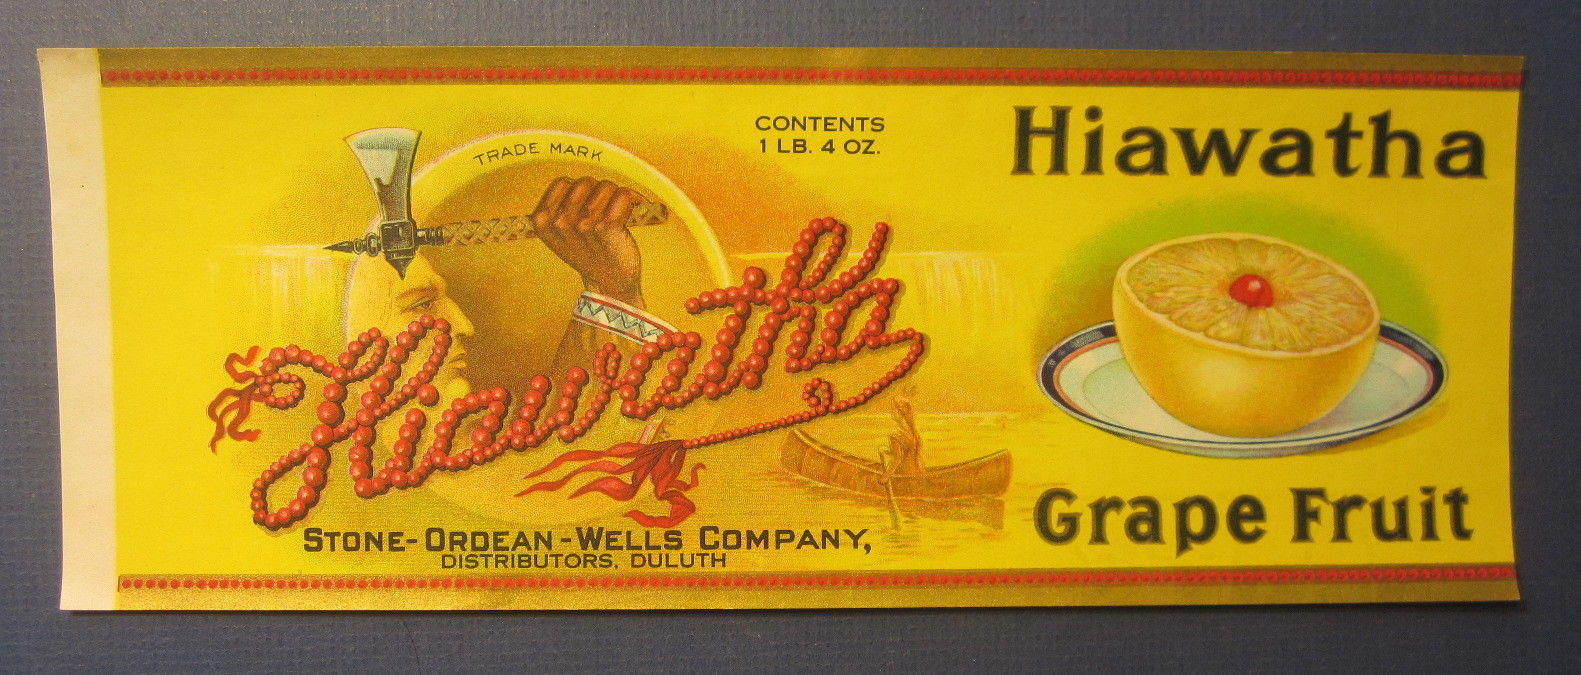 TRADE MARK
Hiawatha
CONTENTS
1 LB. 4 OZ.
STONE-ORDEAN-WELLS COMPANY,
DISTRIBUTORS, DULUTH
Hiawatha
Grape Fruit